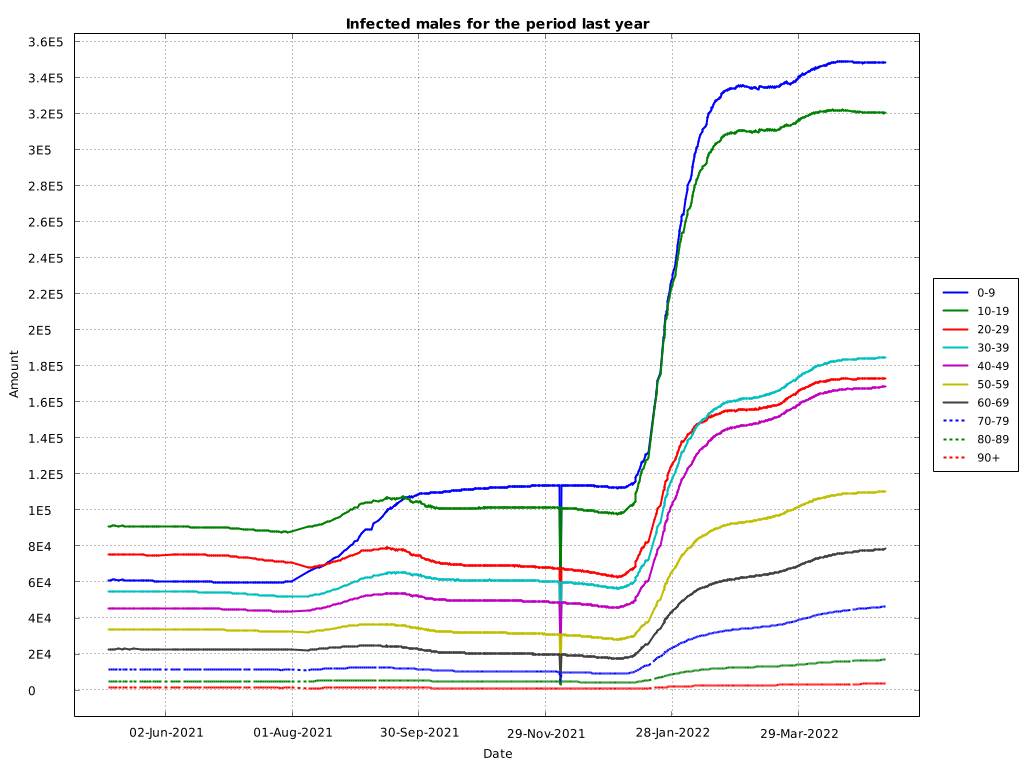 Infected males for the period last year
3.6E5
3.4E5
3.2E5
3E5
2.8E5
2.6E5
2.4E5
2.2E5
2E5
1.8E5
1.6E5
1.4E5
1.2E5
1E5
8E4
6E4
4E4
2E4
0
Amount
02-Jun-2021
01-Aug-2021
30-Sep-2021
29-Nov-2021
28-Jan-2022
29-Mar-2022
Date
0-9
10-19
20-29
30-39
40-49
50-59
60-69
70-79
80-89
90+